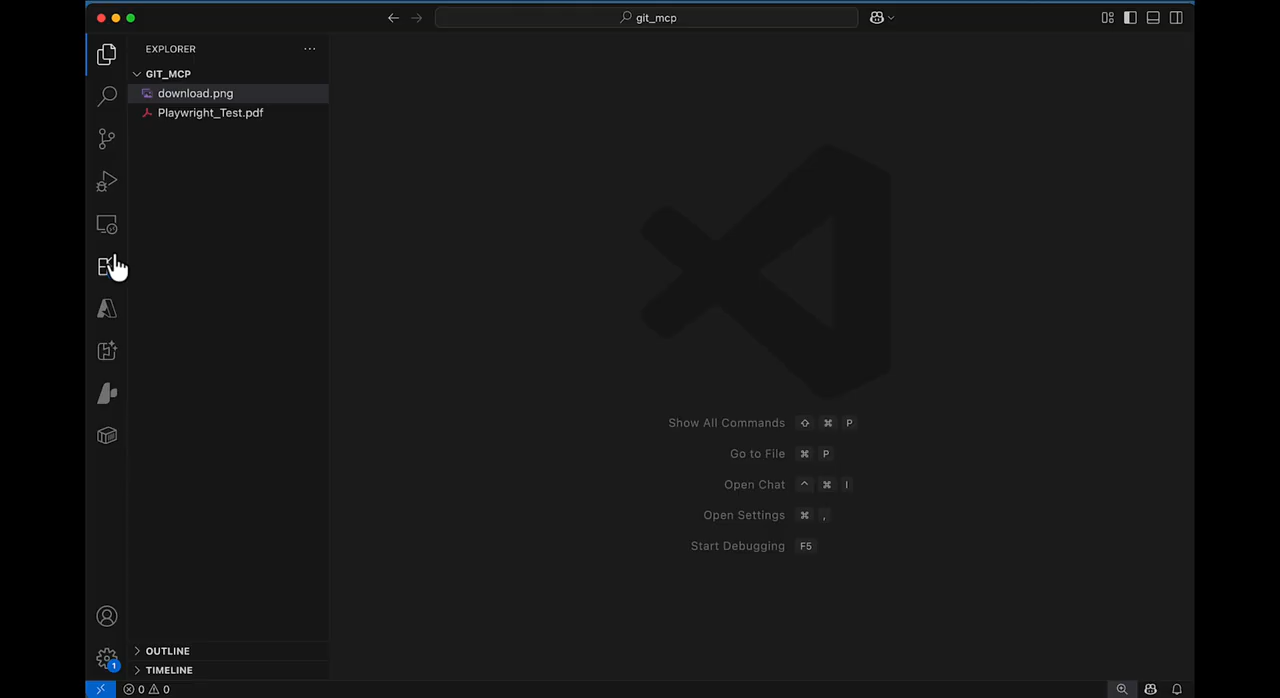 git_mcp
EXPLORER
GIT_MCP
download.png
Playwright_Test.pdf
Show All Commands ⇧ ⌘ P
Go to File ⌘ P
Open Chat ^ ⌘ I
Open Settings ⌘ ,
Start Debugging F5
OUTLINE
1
TIMELINE
0 0